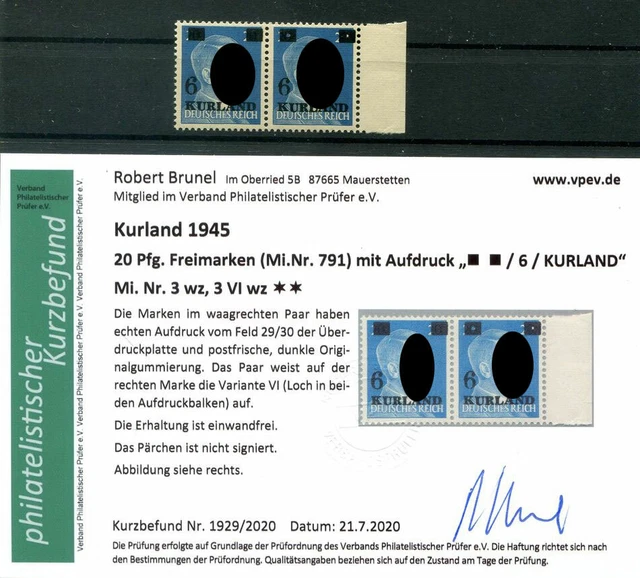 6
KURLAND
DEUTSCHES REICH
6
KURLAND
DEUTSCHES REICH
Verband
Philatelistischer
Prüfer e.V.
philatelistischer
Kurzbefund
Verband Philatelistischer Prüfer e.V. Verband Philatelistischer Prüfer e.V. Verband Philatelistischer Prüfer e.V.
Robert Brunel Im Oberried 5B 87665 Mauerstetten
www.vpev.de
Mitglied im Verband Philatelistischer Prüfer e.V.
Kurland 1945
20 Pfg. Freimarken (Mi.Nr. 791) mit Aufdruck „■ ■ / 6 / KURLAND“
Mi. Nr. 3 wz, 3 VI wz ✶✶
Die Marken im waagrechten Paar haben
echten Aufdruck vom Feld 29/30 der Über-
druckplatte und postfrische, dunkle Origi-
nalgummierung. Das Paar weist auf der
rechten Marke die Variante VI (Loch in bei-
den Aufdruckbalken) auf.
Die Erhaltung ist einwandfrei.
Das Pärchen ist nicht signiert.
Abbildung siehe rechts.
6
KURLAND
DEUTSCHES REICH
6
KURLAND
DEUTSCHES REICH
Kurzbefund Nr. 1929/2020 Datum: 21.7.2020
Die Prüfung erfolgte auf Grundlage der Prüfordnung des Verbands Philatelistischer Prüfer e.V. Die Haftung richtet sich nach
den Bestimmungen der Prüfordnung. Qualitätsangaben beziehen sich auf den Zustand am Tage der Prüfung.